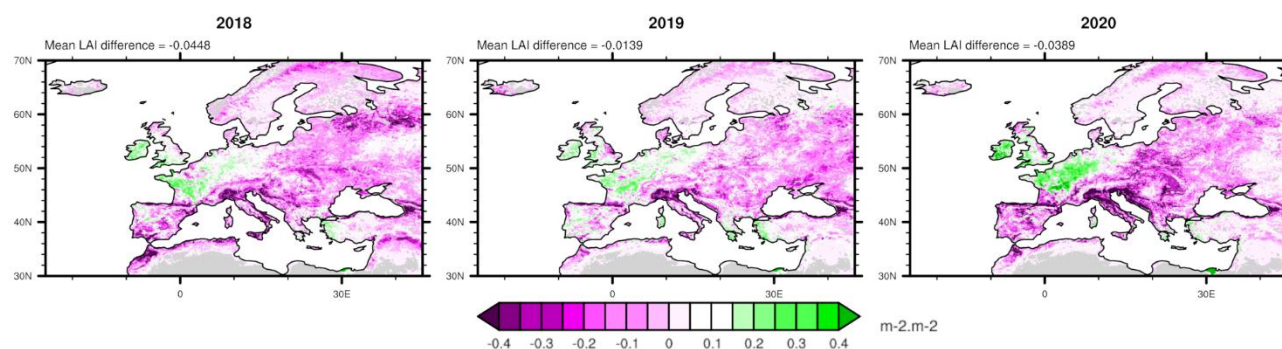 2018
Mean LAI difference = -0.0448
70N
60N
50N
40N
30N
0
30E
2019
Mean LAI difference = -0.0139
70N
60N
50N
40N
30N
0
30E
2020
Mean LAI difference = -0.0389
70N
60N
50N
40N
30N
0
30E
-0.4 -0.3 -0.2 -0.1 0 0.1 0.2 0.3 0.4
m-2.m-2